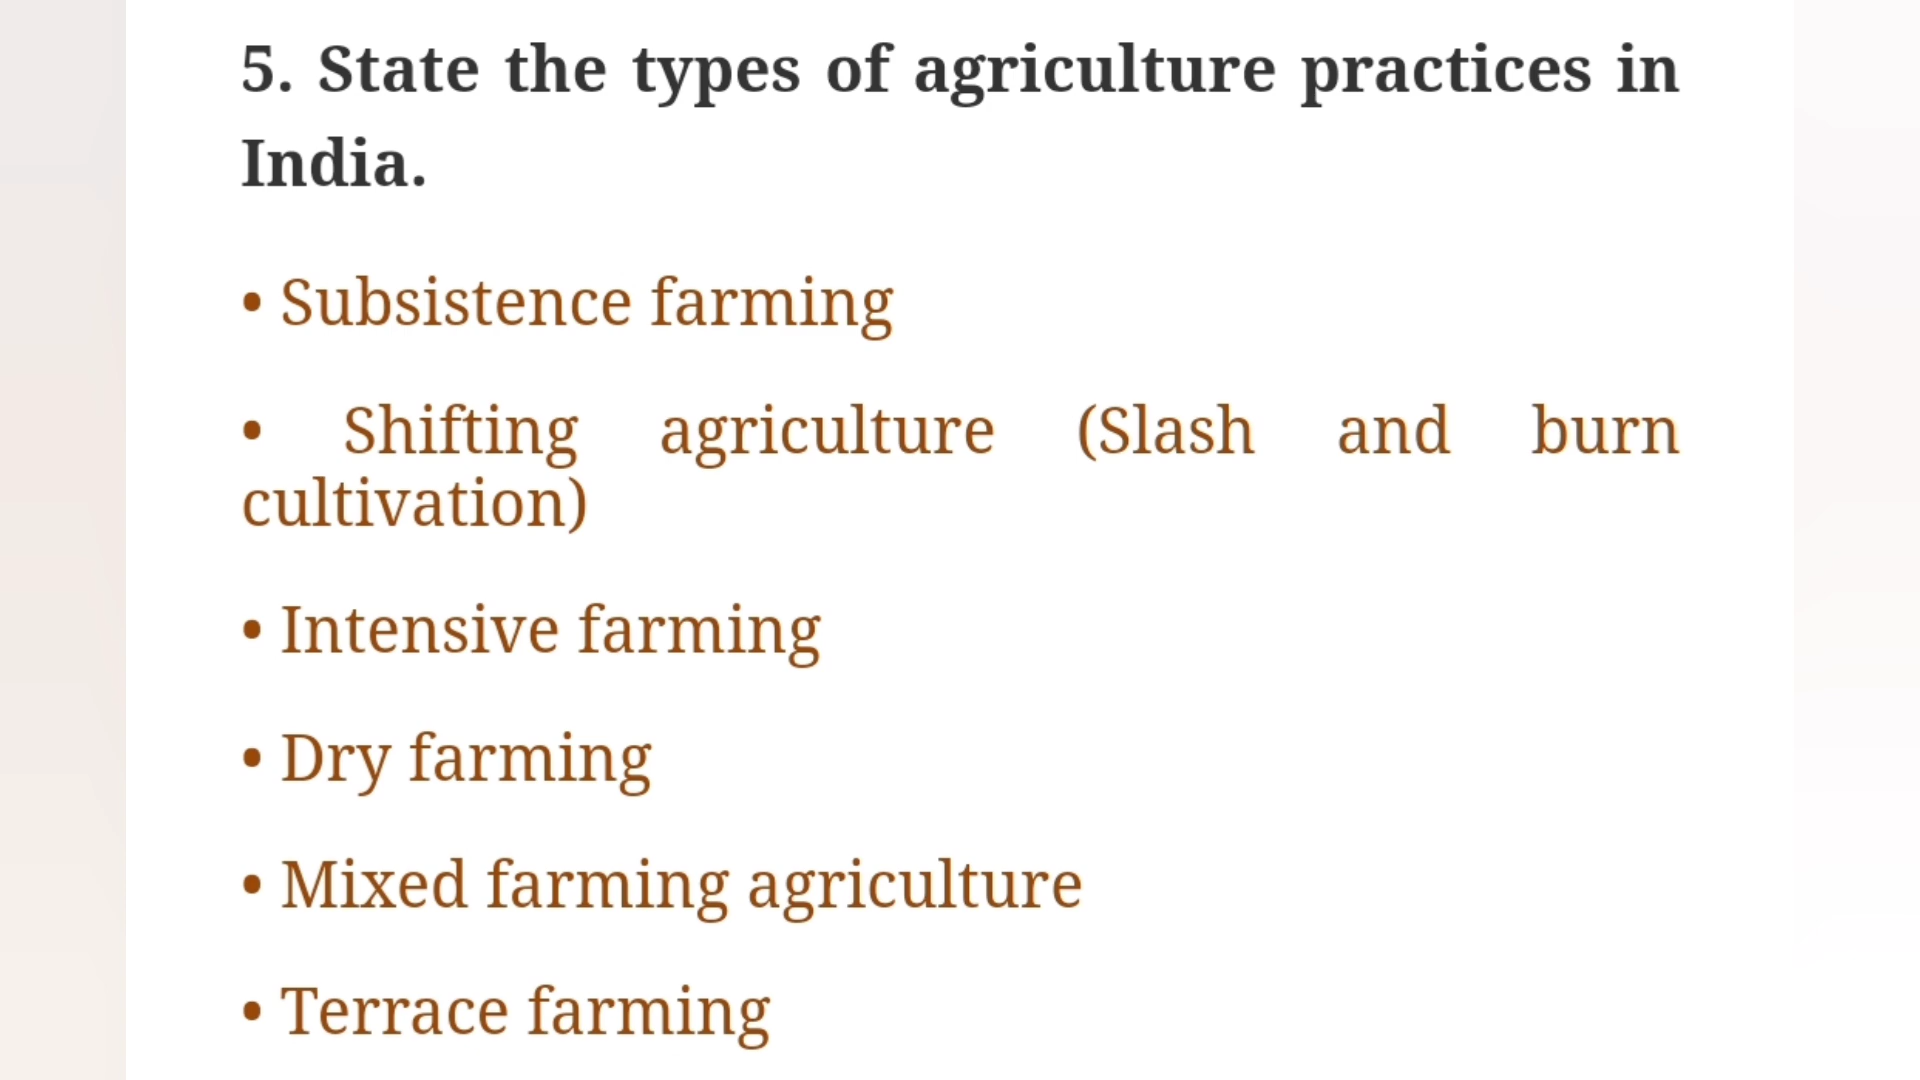 5. State the types of agriculture practices in
India.
• Subsistence farming
• Shifting agriculture (Slash and burn
cultivation)
• Intensive farming
• Dry farming
• Mixed farming agriculture
• Terrace farming